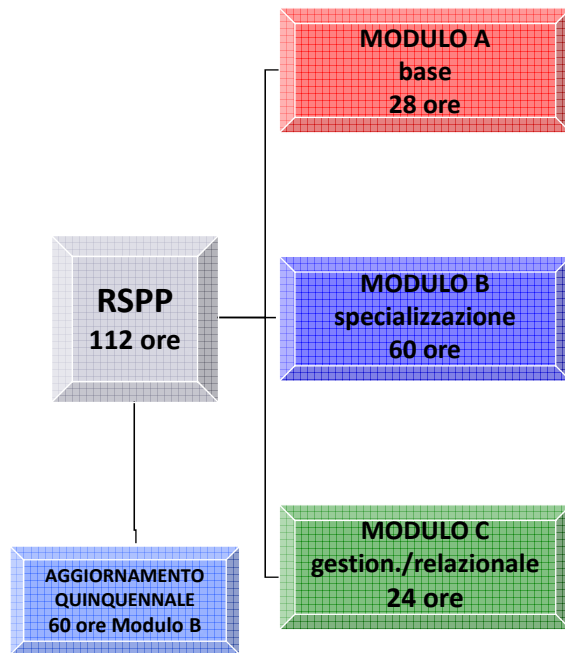 MODULO A
base
28 ore
RSPP
112 ore
MODULO B
specializzazione
60 ore
MODULO C
gestion./relazionale
24 ore
AGGIORNAMENTO
QUINQUENNALE
60 ore Modulo B